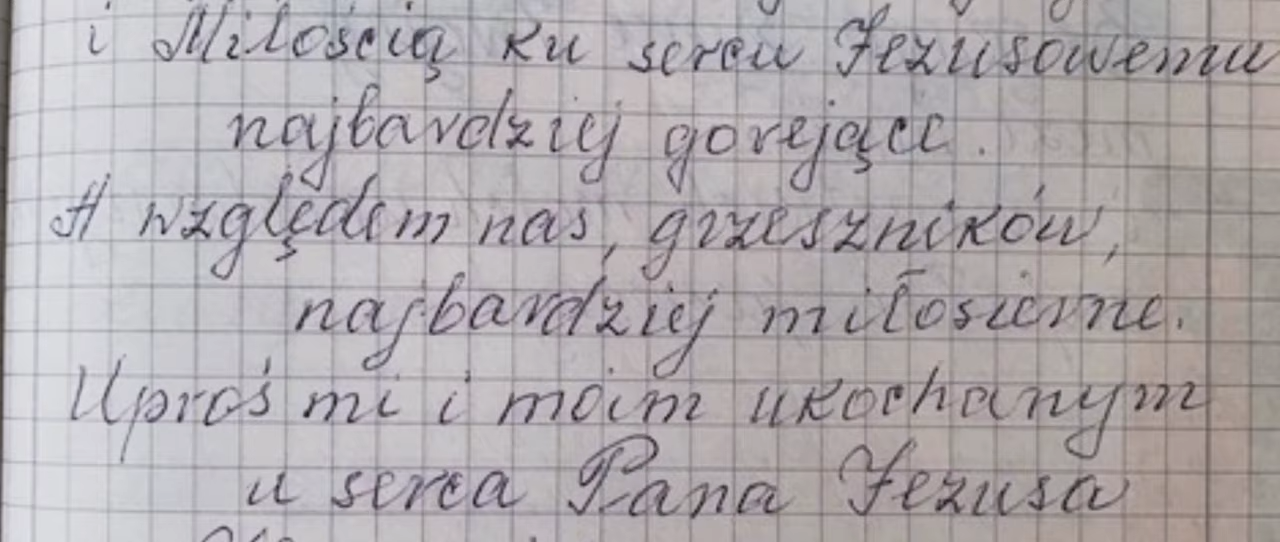 i Miłością ku sercu Jezusowemu
najbardziej gorejące.
A względem nas, grzeszników,
najbardziej miłosierne.
Uproś mi i moim ukochanym
u serca Pana Jezusa